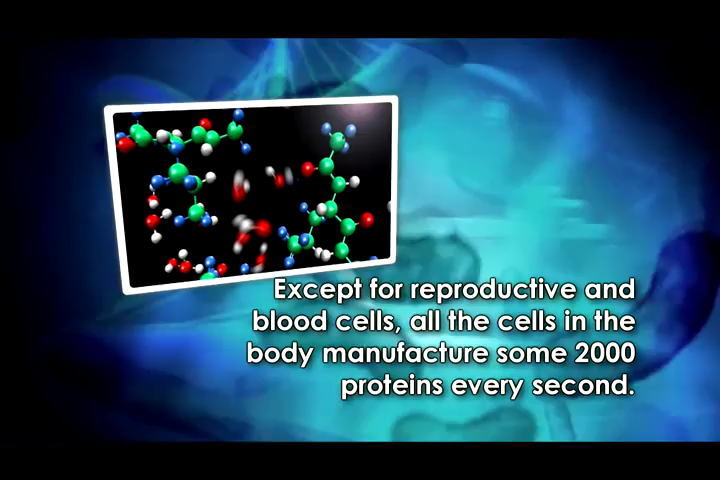 Except for reproductive and
blood cells, all the cells in the
body manufacture some 2000
proteins every second.